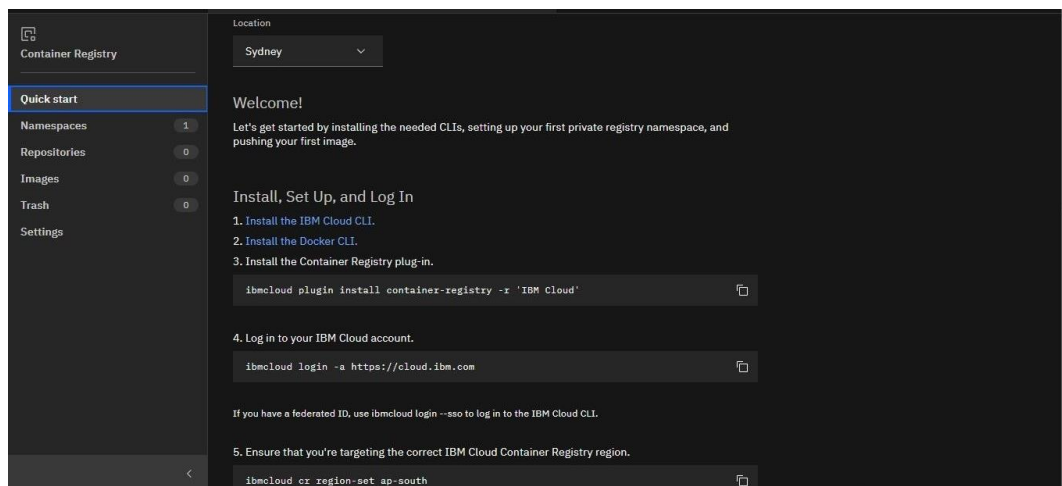 Container Registry
Quick start
Namespaces 1
Repositories 0
Images 0
Trash 0
Settings
Location
Sydney
Welcome!
Let's get started by installing the needed CLIs, setting up your first private registry namespace, and
pushing your first image.
Install, Set Up, and Log In
1. Install the IBM Cloud CLI.
2. Install the Docker CLI.
3. Install the Container Registry plug-in.
ibmcloud plugin install container-registry -r 'IBM Cloud'
4. Log in to your IBM Cloud account.
ibmcloud login -a https://cloud.ibm.com
If you have a federated ID, use ibmcloud login --sso to log in to the IBM Cloud CLI.
5. Ensure that you're targeting the correct IBM Cloud Container Registry region.
ibmcloud cr region-set ap-south